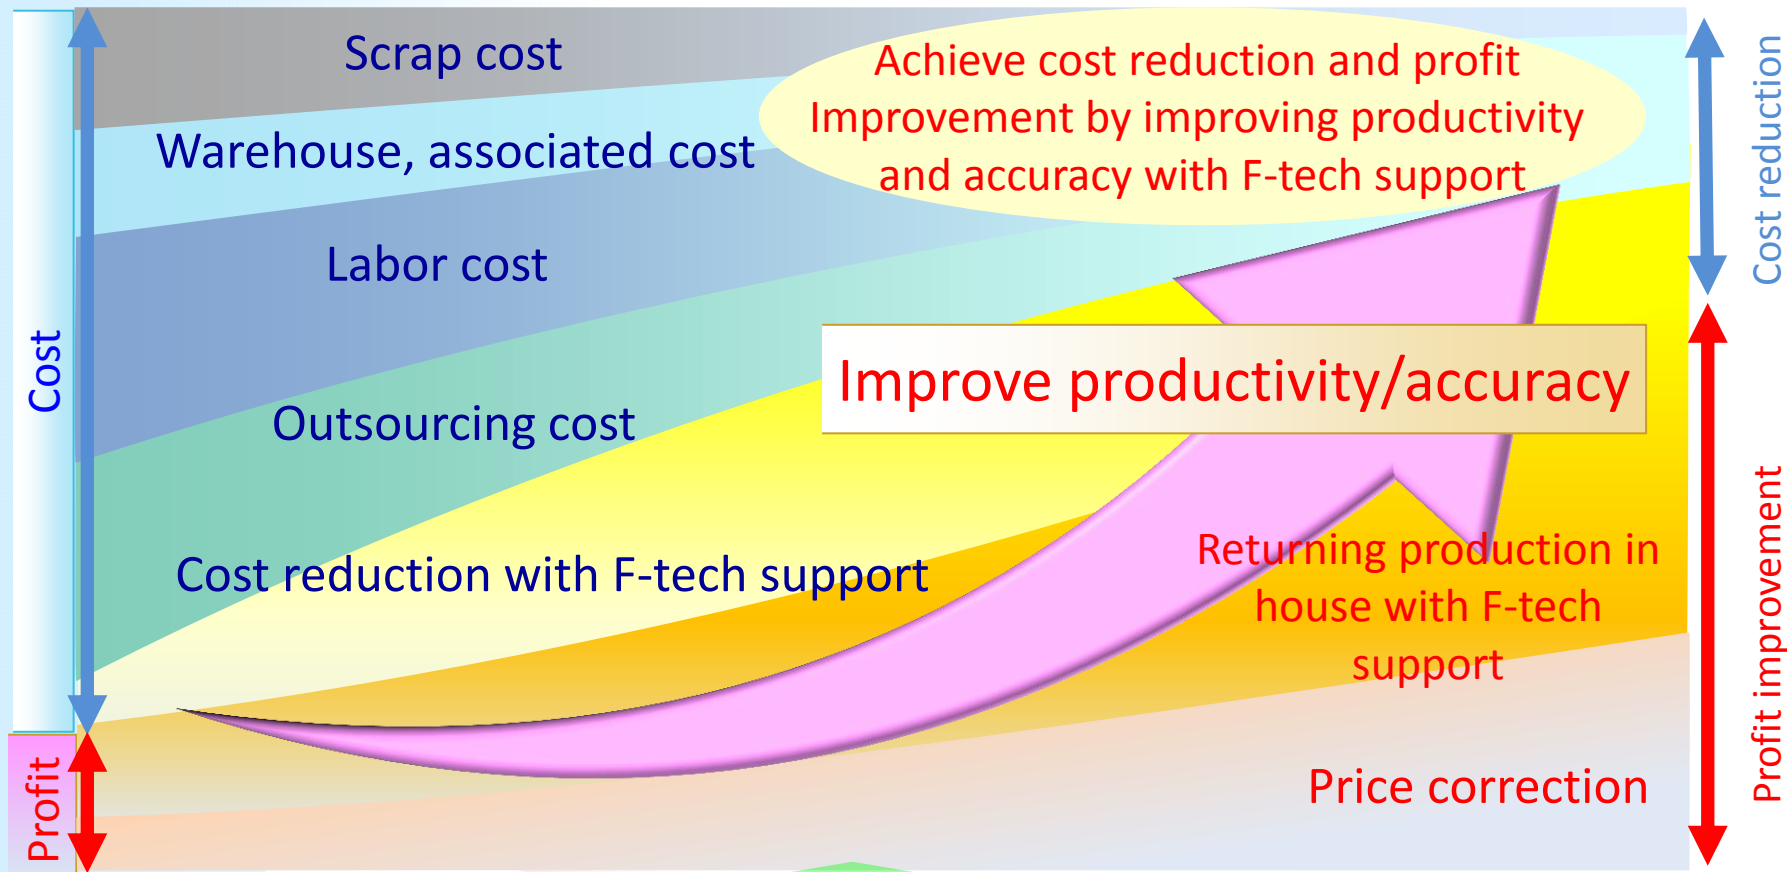 Scrap cost
Achieve cost reduction and profit
Improvement by improving productivity
and accuracy with F-tech support
Warehouse, associated cost
Labor cost
Cost reduction
Cost
Improve productivity/accuracy
Outsourcing cost
Cost reduction with F-tech support
Returning production in
house with F-tech
support
Profit improvement
Profit
Price correction